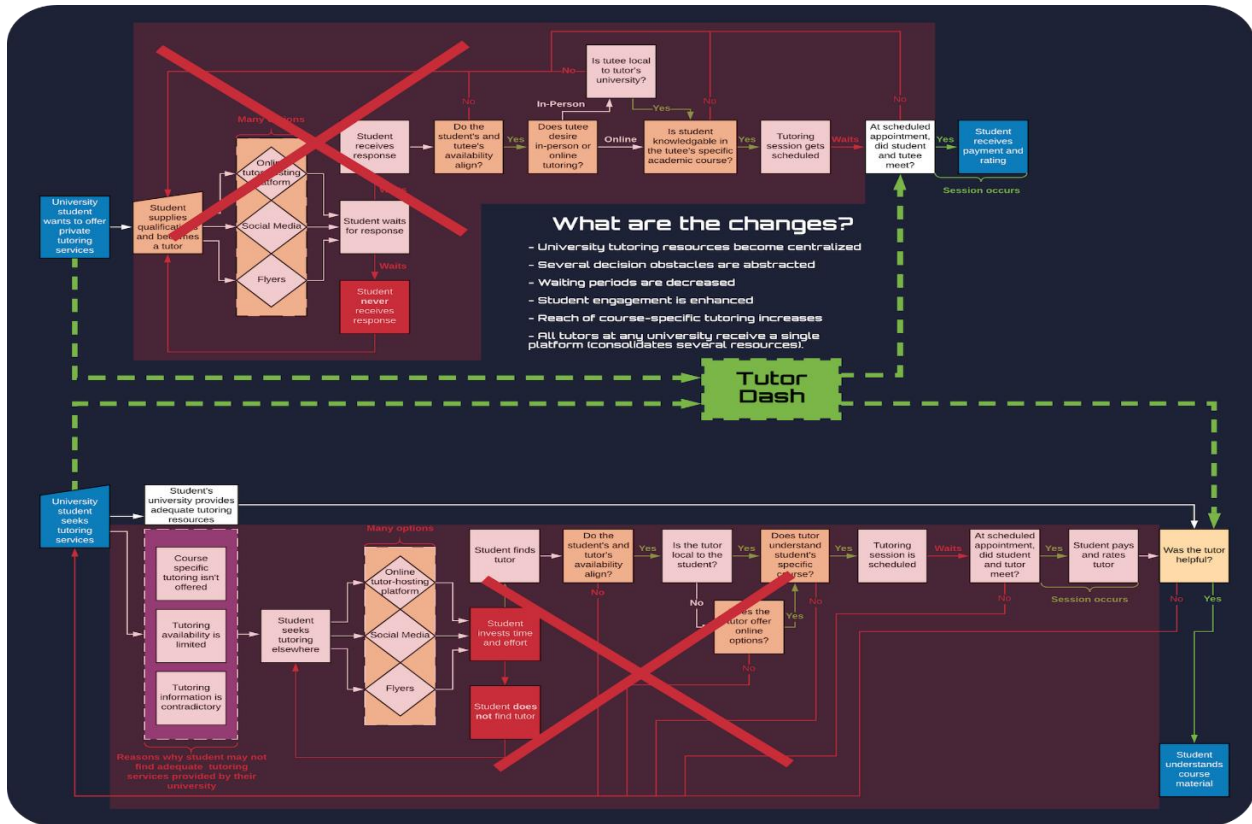 Is tutee local
to tutor's
university?
No
In-Person
Yes
No
No
No
Many options
Student
receives
response
Do the
student's and
tutee's
availability
align?
Yes
Does tutee
desire
in-person or
online
tutoring?
Online
Is student
knowledgable in
the tutee's specific
academic course?
Yes
Tutoring
session gets
scheduled
Waits
At scheduled
appointment,
did student
and tutee
meet?
Yes
Student
receives
payment and
rating
Session occurs
University
student
wants to offer
private
tutoring
services
Student
supplies
qualifications
and becomes
a tutor
Online
tutor-hosting
platform
Social Media
Flyers
Student waits
for response
Waits
Student
never
receives
response
What are the changes?
- University tutoring resources become centralized
- Several decision obstacles are abstracted
- Waiting periods are decreased
- Student engagement is enhanced
- Reach of course-specific tutoring increases
- All tutors at any university receive a single
platform (consolidates several resources).
Tutor
Dash
University
student
seeks
tutoring
services
Student's
university provides
adequate tutoring
resources
Course
specific
tutoring isn't
offered
Tutoring
availability is
limited
Tutoring
information is
contradictory
Reasons why student may not
find adequate tutoring
services provided by their
university
Student
seeks
tutoring
elsewhere
Many options
Online
tutor-hosting
platform
Social Media
Flyers
Student finds
tutor
Student
invests time
and effort
Student does
not find tutor
Do the
student's and
tutor's
availability
align?
Yes
No
Is the tutor
local to the
student?
Yes
No
Does the
tutor offer
online
options?
Yes
No
Does tutor
understand
student's
specific
course?
Yes
No
Tutoring
session is
scheduled
Waits
At scheduled
appointment,
did student
and tutor
meet?
Yes
No
Student pays
and rates
tutor
Session occurs
Was the tutor
helpful?
No
Yes
Student
understands
course
material